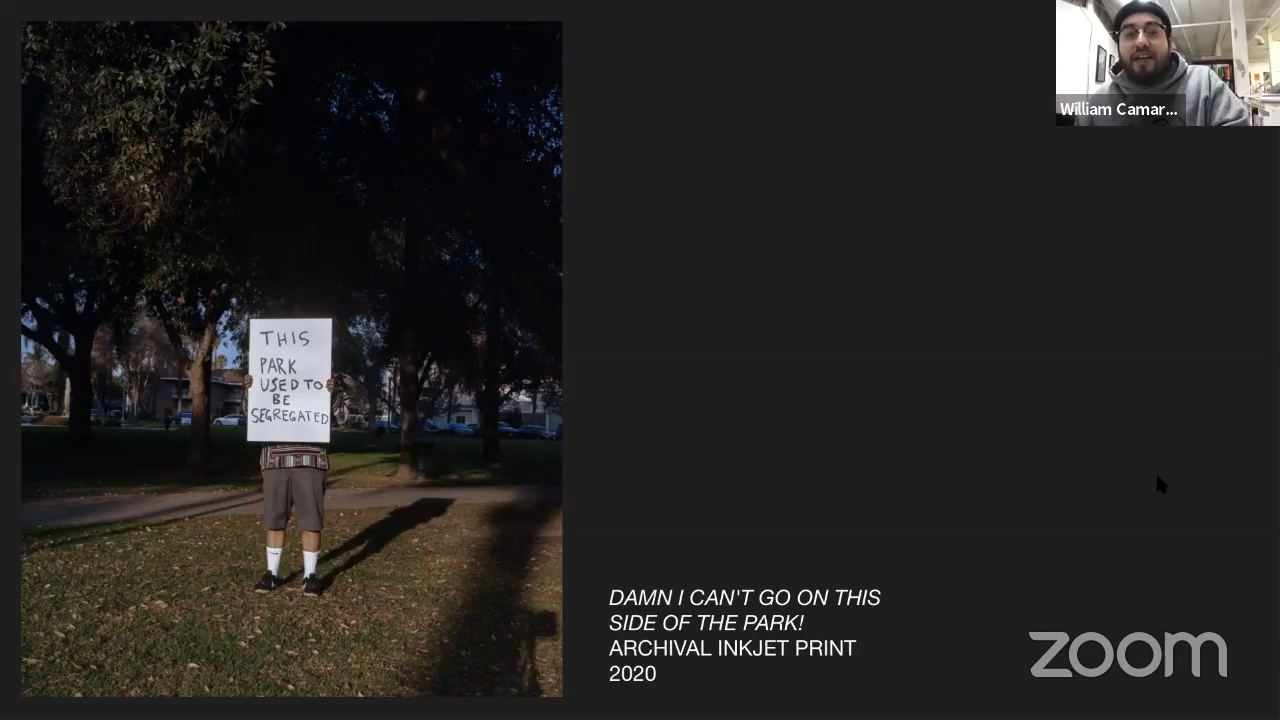 William Camar...
THIS
PARK
USED TO
BE
SEGREGATED
DAMN I CAN'T GO ON THIS
SIDE OF THE PARK!
ARCHIVAL INKJET PRINT
2020
zoom